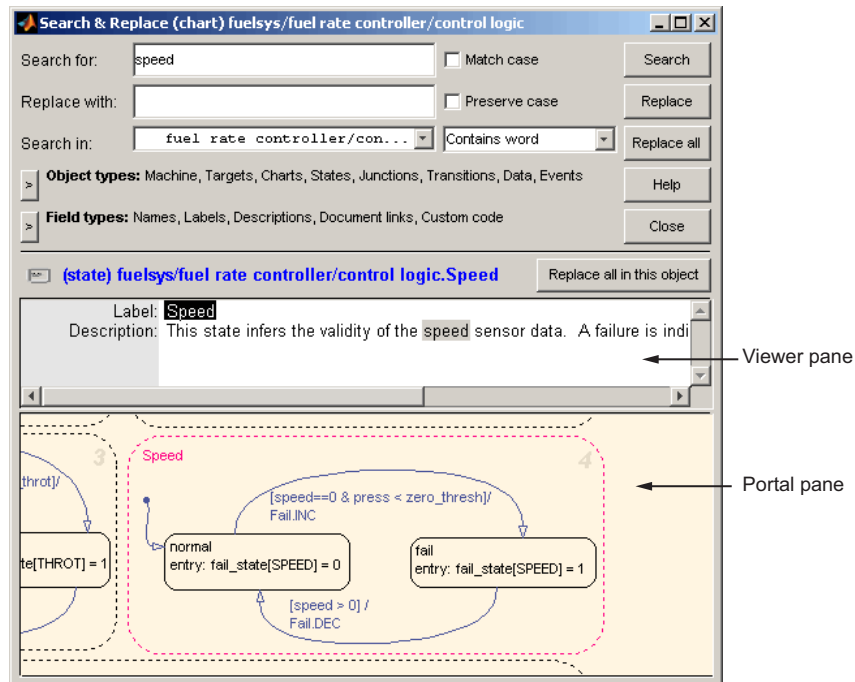 Search & Replace (chart) fuelsys/fuel rate controller/control logic
Search for: speed Match case Search
Replace with: Preserve case Replace
Search in: fuel rate controller/con... Contains word Replace all
> Object types: Machine, Targets, Charts, States, Junctions, Transitions, Data, Events Help
> Field types: Names, Labels, Descriptions, Document links, Custom code Close
(state) fuelsys/fuel rate controller/control logic.Speed Replace all in this object
Label: Speed
Description: This state infers the validity of the speed sensor data. A failure is indi
Viewer pane
3 Speed 4
_throt]/
Portal pane
[speed==0 & press < zero_thresh]/
Fail.INC
normal
entry: fail_state[SPEED] = 0
fail
entry: fail_state[SPEED] = 1
te[THROT] = 1
[speed > 0] /
Fail.DEC